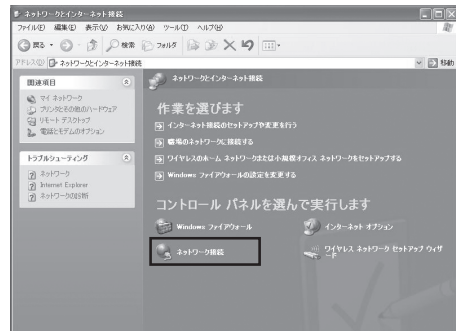 ネットワークとインターネット接続
ファイル(F) 編集(E) 表示(V) お気に入り(A) ツール(T) ヘルプ(H)
戻る 検索 フォルダ
アドレス(D) ネットワークとインターネット接続 移動
関連項目
マイ ネットワーク
プリンタとその他のハードウェア
リモート デスクトップ
電話とモデムのオプション
トラブルシューティング
ネットワーク
Internet Explorer
ネットワークの診断
ネットワークとインターネット接続
作業を選びます
インターネット接続のセットアップや変更を行う
職場のネットワークに接続する
ワイヤレスのホーム ネットワークまたは小規模オフィス ネットワークをセットアップする
Windows ファイアウォールの設定を変更する
コントロール パネルを選んで実行します
Windows ファイアウォール
インターネット オプション
ネットワーク接続
ワイヤレス ネットワーク セットアップ ウィザ
ード